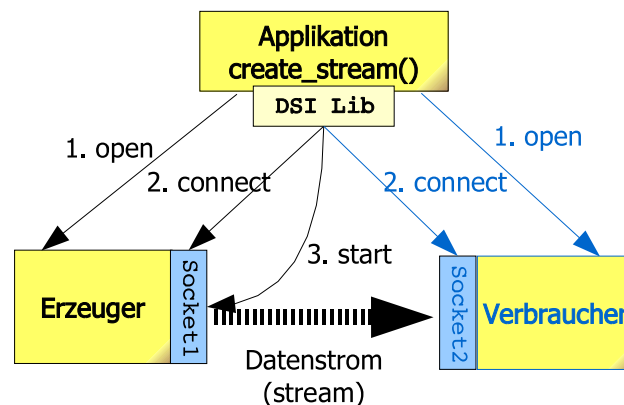 Applikation
create_stream()
DSI Lib
1. open
1. open
2. connect
2. connect
3. start
Erzeuger
Socket1
Socket2
Verbraucher
Datenstrom
(stream)